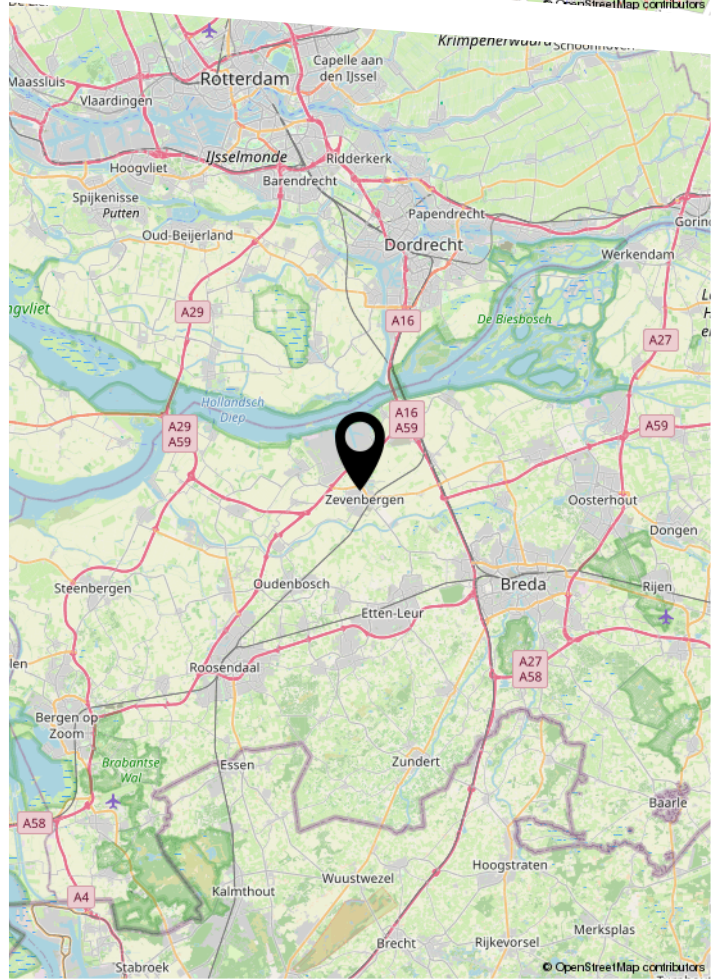 © OpenStreetMap contributors
Krimpenerwaard
Schoonhoven
Capelle aan
den IJssel
Rotterdam
Maassluis
Vlaardingen
IJsselmonde
Ridderkerk
Hoogvliet
Barendrecht
Spijkenisse
Putten
Papendrecht
Oud-Beijerland
Dordrecht
Werkendam
ngvliet
A29
A16
De Biesbosch
A27
Hollandsch
Diep
A16
A59
A29
A59
A59
Zevenbergen
Oosterhout
Dongen
Steenbergen
Oudenbosch
Breda
Rijen
Etten-Leur
Roosendaal
len
A27
A58
Bergen op
Zoom
Brabantse
Wal
Essen
Zundert
Baarle
A58
Hoogstraten
Wuustwezel
Kalmthout
A4
Merksplas
Brecht
Rijkevorsel
Stabroek
© OpenStreetMap contributors